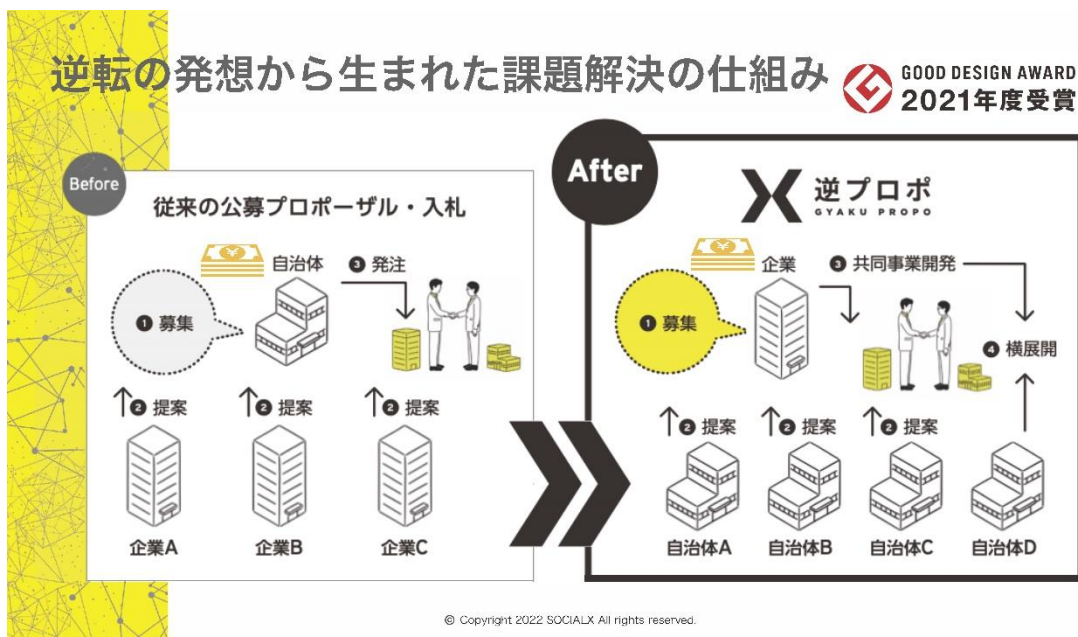 逆転の発想から生まれた課題解決の仕組み
GOOD DESIGN AWARD
2021年度受賞
Before
従来の公募プロポーザル・入札
¥
自治体
❸ 発注
❶ 募集
❷ 提案
❷ 提案
❷ 提案
企業A
企業B
企業C
After
逆プロポ
GYAKU PROPO
¥
企業
❸ 共同事業開発
❶ 募集
❹ 横展開
❷ 提案
❷ 提案
❷ 提案
自治体A
自治体B
自治体C
自治体D
© Copyright 2022 SOCIALX All rights reserved.